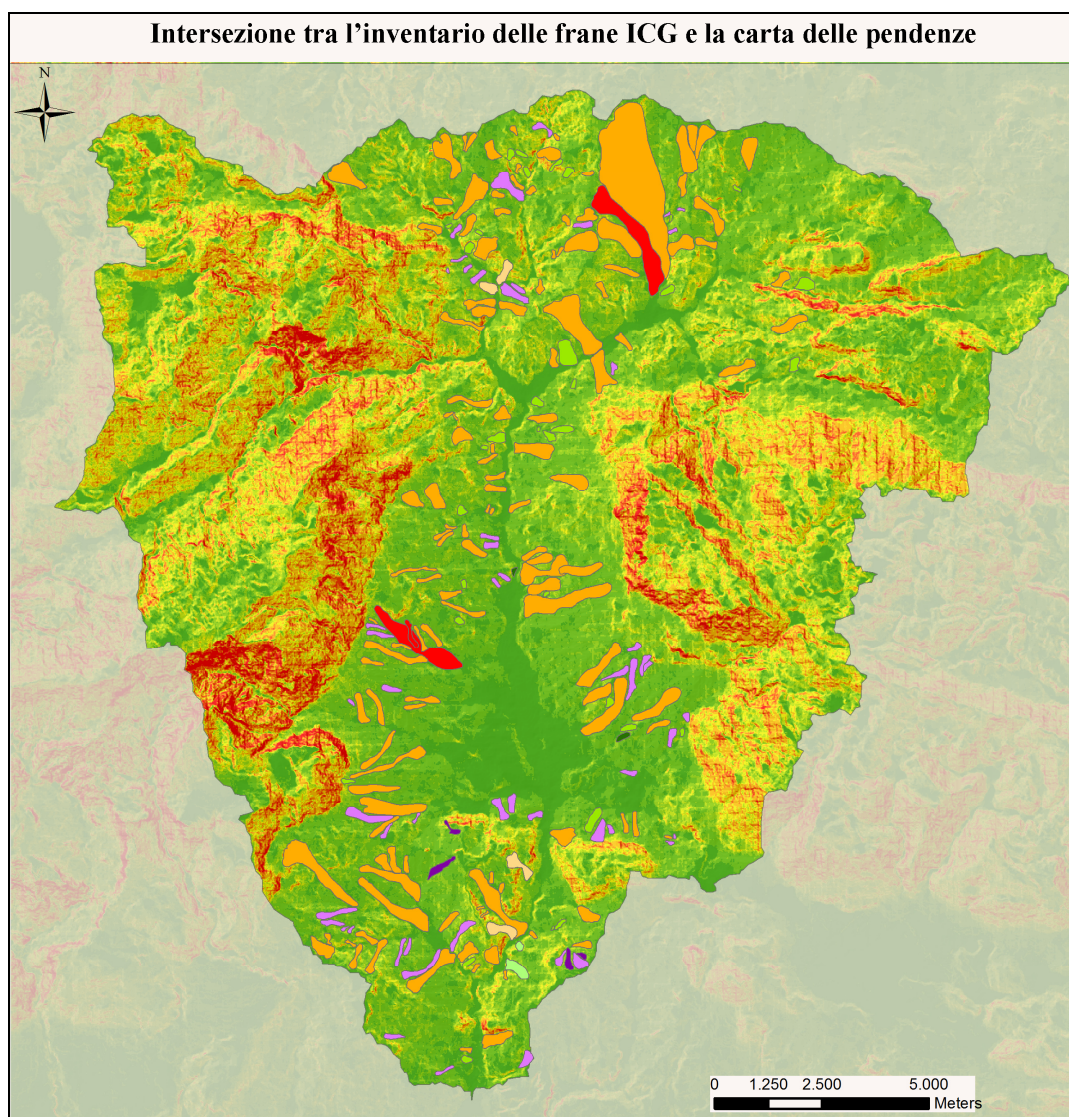 Intersezione tra l’inventario delle frane ICG e la carta delle pendenze
N
0 1.250 2.500 5.000
Meters